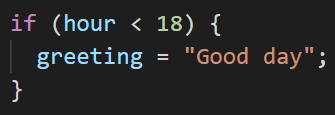 if (hour < 18) {
  greeting = "Good day";
}